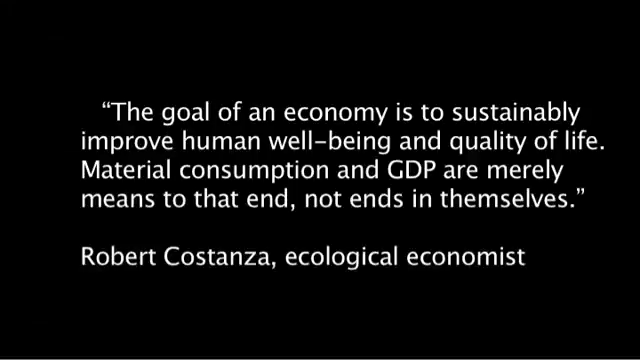 “The goal of an economy is to sustainably
improve human well-being and quality of life.
Material consumption and GDP are merely
means to that end, not ends in themselves.”
Robert Costanza, ecological economist